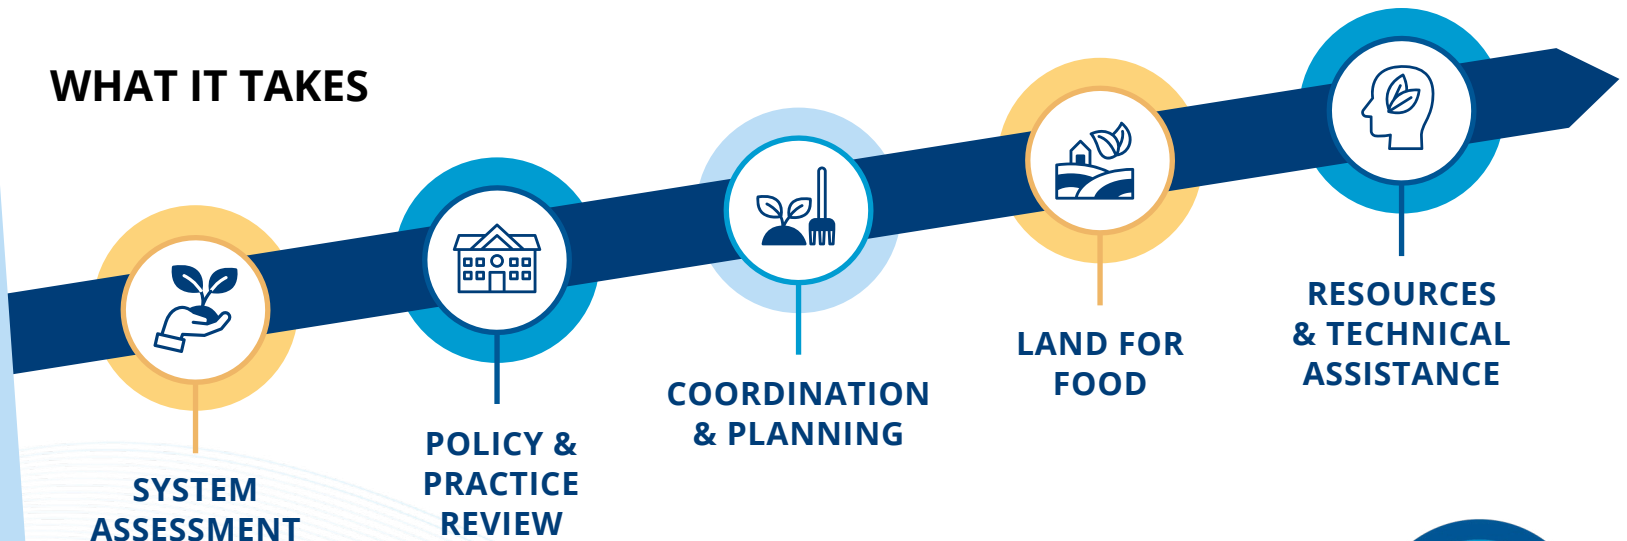 WHAT IT TAKES
SYSTEM
ASSESSMENT
POLICY &
PRACTICE
REVIEW
COORDINATION
& PLANNING
LAND FOR
FOOD
RESOURCES
& TECHNICAL
ASSISTANCE